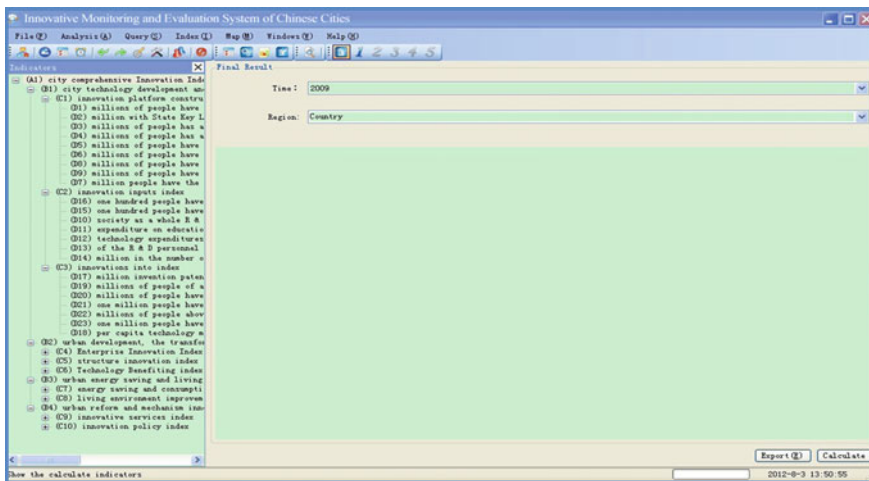 Innovative Monitoring and Evaluation System of Chinese Cities
File(F) Analysis(A) Query(S) Index(I) Map(M) Windows(W) Help(H)
1 2 3 4 5
Indicators
Final Result
(A1) city comprehensive Innovation Inde
(B1) city technology development an
(C1) innovation platform constru
(D1) millions of people have
(D2) million with State Key L
(D3) millions of people has a
(D4) millions of people has a
(D5) millions of people have
(D6) millions of people have
(D8) millions of people have
(D9) millions of people have
(D7) million people have the
(C2) innovation inputs index
(D16) one hundred people have
(D15) one hundred people have
(D10) society as a whole R &
(D11) expenditure on educatio
(D12) technology expenditures
(D13) of the R & D personnel
(D14) million in the number o
(C3) innovations into index
(D17) million invention paten
(D19) millions of people of a
(D20) millions of people have
(D21) one million people have
(D22) millions of people abov
(D23) one million people have
(D18) per capita technology m
(B2) urban development, the transfo
(C4) Enterprise Innovation Index
(C5) structure innovation index
(C6) Technology Benefiting index
(B3) urban energy saving and living
(C7) energy saving and consumpti
(C8) living environment improvem
(B4) urban reform and mechanism inn
(C9) innovative services index
(C10) innovation policy index
Time: 2009
Region: Country
Export(E) Calculate
Show the calculate indicators
2012-8-3 13:50:55